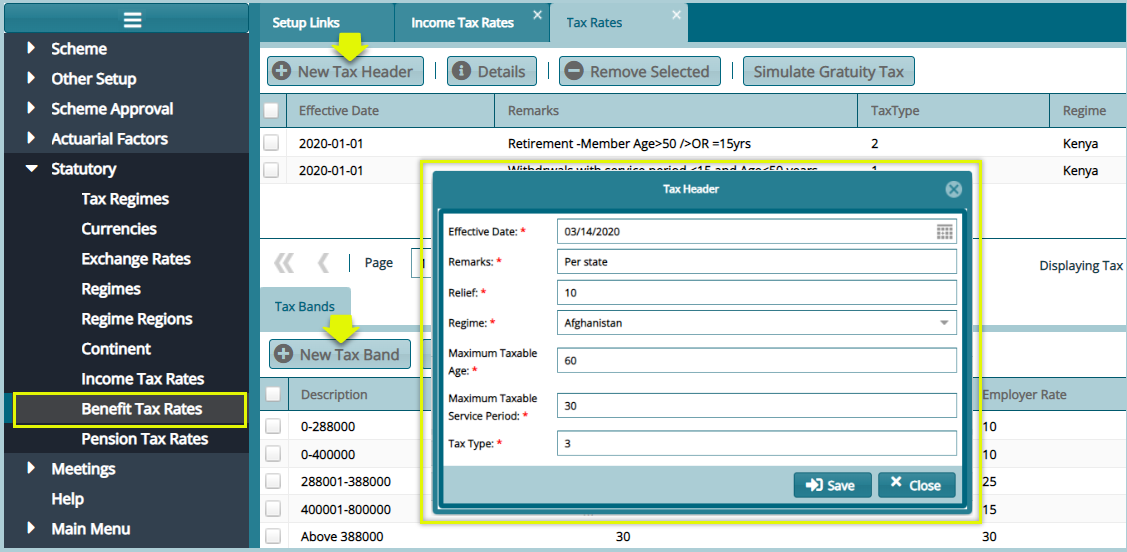 Setup Links
Income Tax Rates
Tax Rates
Scheme
Other Setup
Scheme Approval
Actuarial Factors
Statutory
Tax Regimes
Currencies
Exchange Rates
Regimes
Regime Regions
Continent
Income Tax Rates
Benefit Tax Rates
Pension Tax Rates
Meetings
Help
Main Menu
New Tax Header | Details | Remove Selected | Simulate Gratuity Tax
Effective Date Remarks TaxType Regime
2020-01-01 Retirement -Member Age>50 />OR =15yrs 2 Kenya
2020-01-01 Withdrwals with service period <15 and Age<50 years 1 Kenya
Page
Displaying Tax
Tax Bands
New Tax Band
Description Employer Rate
0-288000 10
0-400000 10
288001-388000 25
400001-800000 15
Above 388000 30 30
Tax Header
Effective Date: * 03/14/2020
Remarks: * Per state
Relief: * 10
Regime: * Afghanistan
Maximum Taxable
Age: * 60
Maximum Taxable
Service Period: * 30
Tax Type: * 3
Save Close